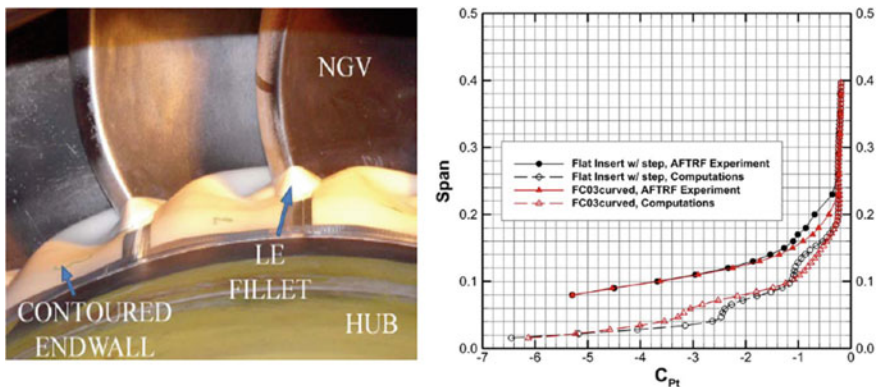 NGV
LE
FILLET
CONTOURED
ENDWALL
HUB
0.5
0.4
0.3
0.2
0.1
0.0
Span
Flat Insert w/ step, AFTRF Experiment
Flat Insert w/ step, Computations
FC03curved, AFTRF Experiment
FC03curved, Computations
0.5
0.4
0.3
0.2
0.1
0.0
-7 -6 -5 -4 -3 -2 -1 0
CPt